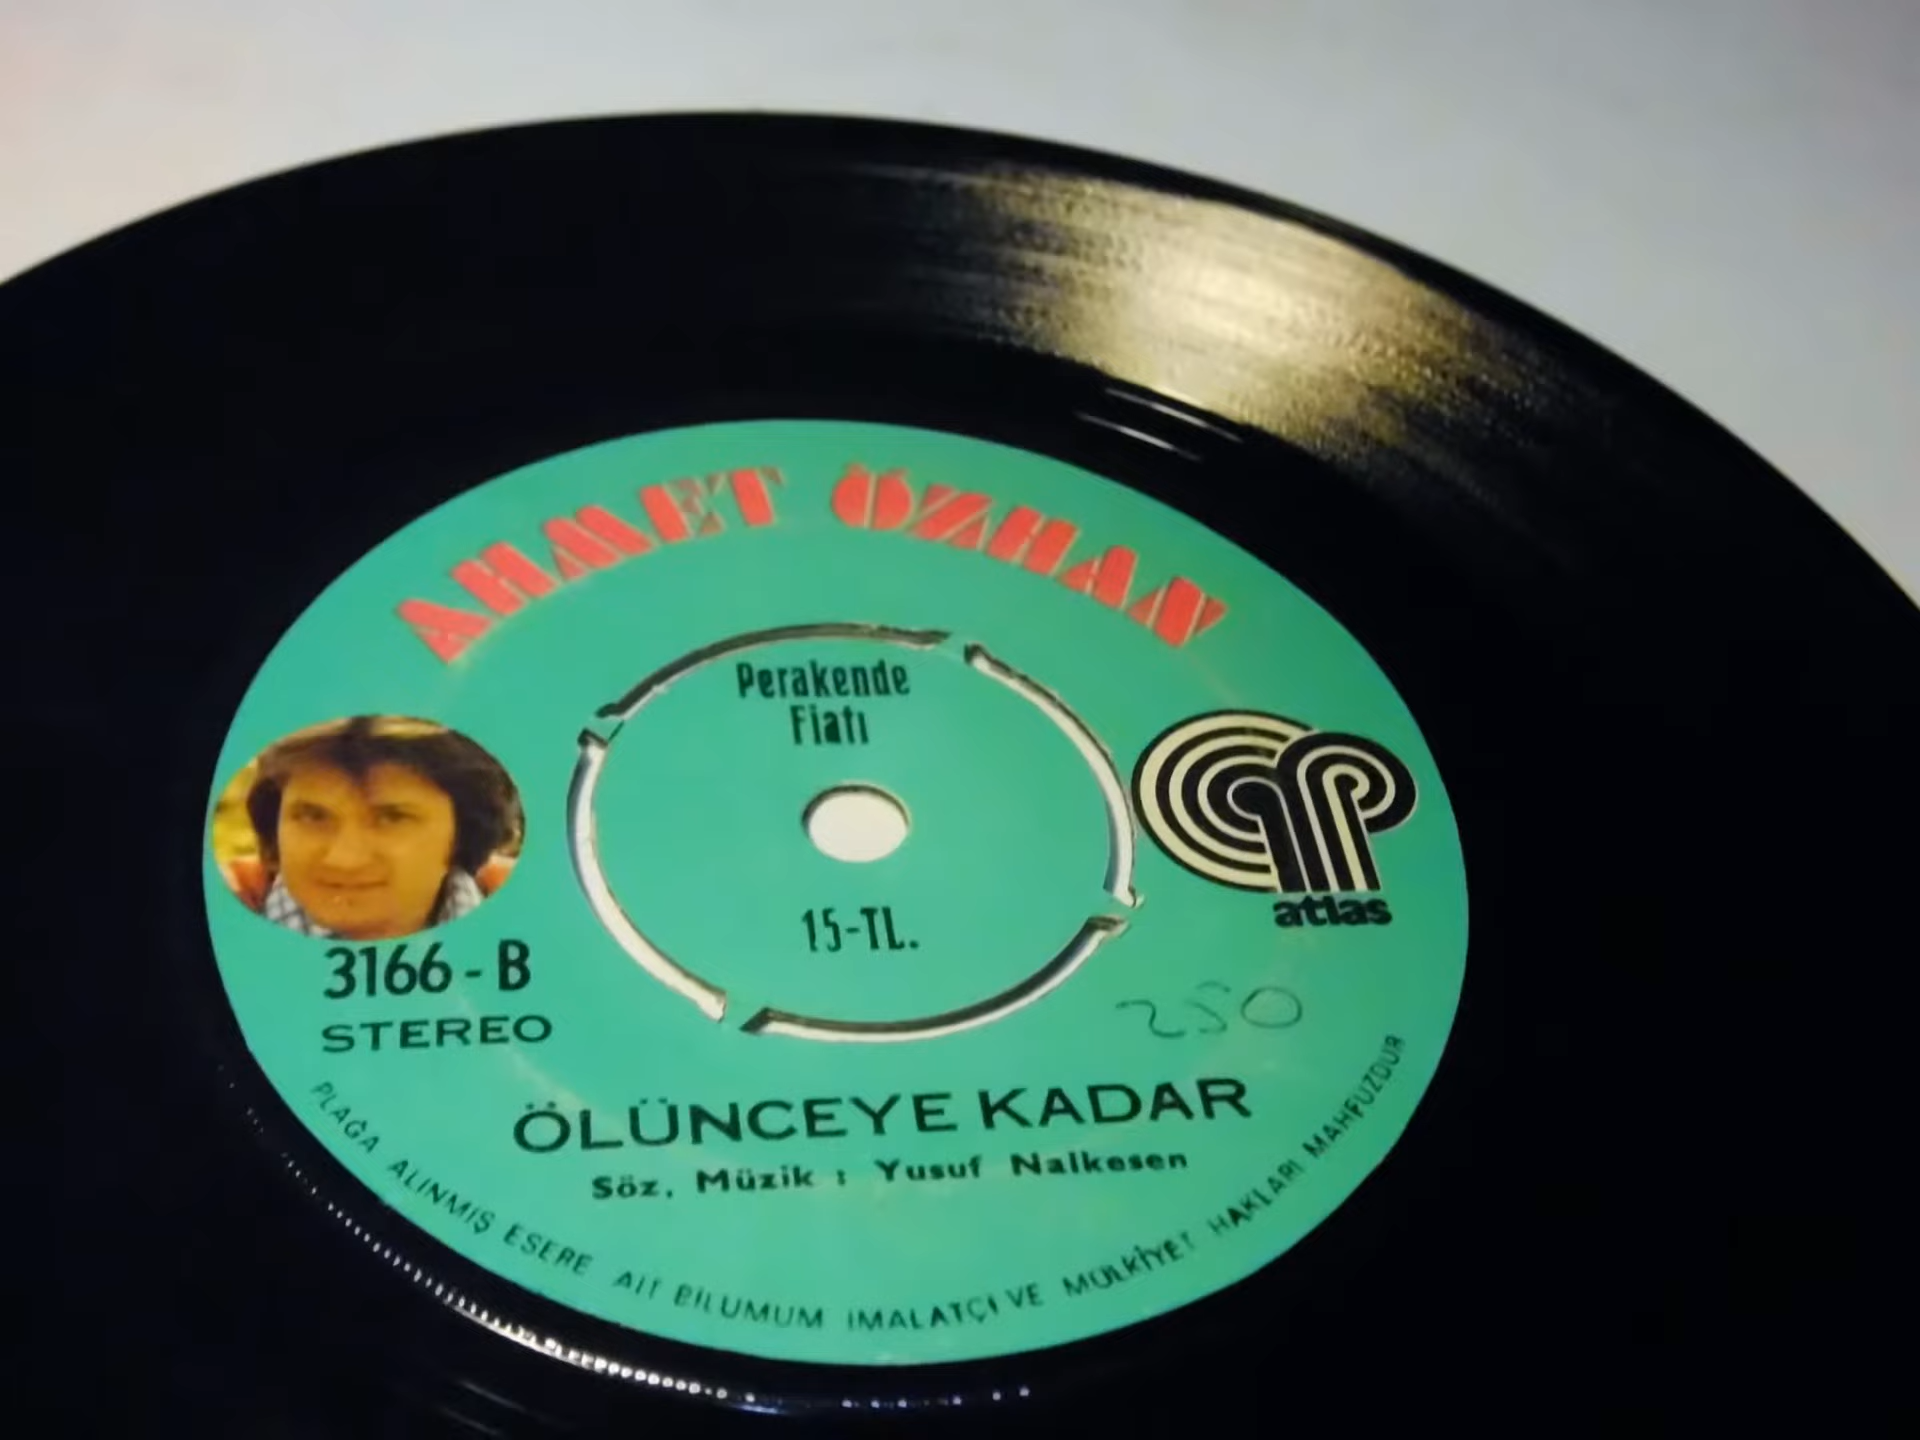 AHMET ÖZHAN
Perakende
Fiatı
15-TL.
atlas
3166-B
STEREO
250
ÖLÜNCEYE KADAR
Söz, Müzik : Yusuf Nalkesen
PLAĞA ALINMIŞ ESERE AİT BİLUMUM İMALATÇI VE MÜLKİYET HAKLARI MAHFUZDUR